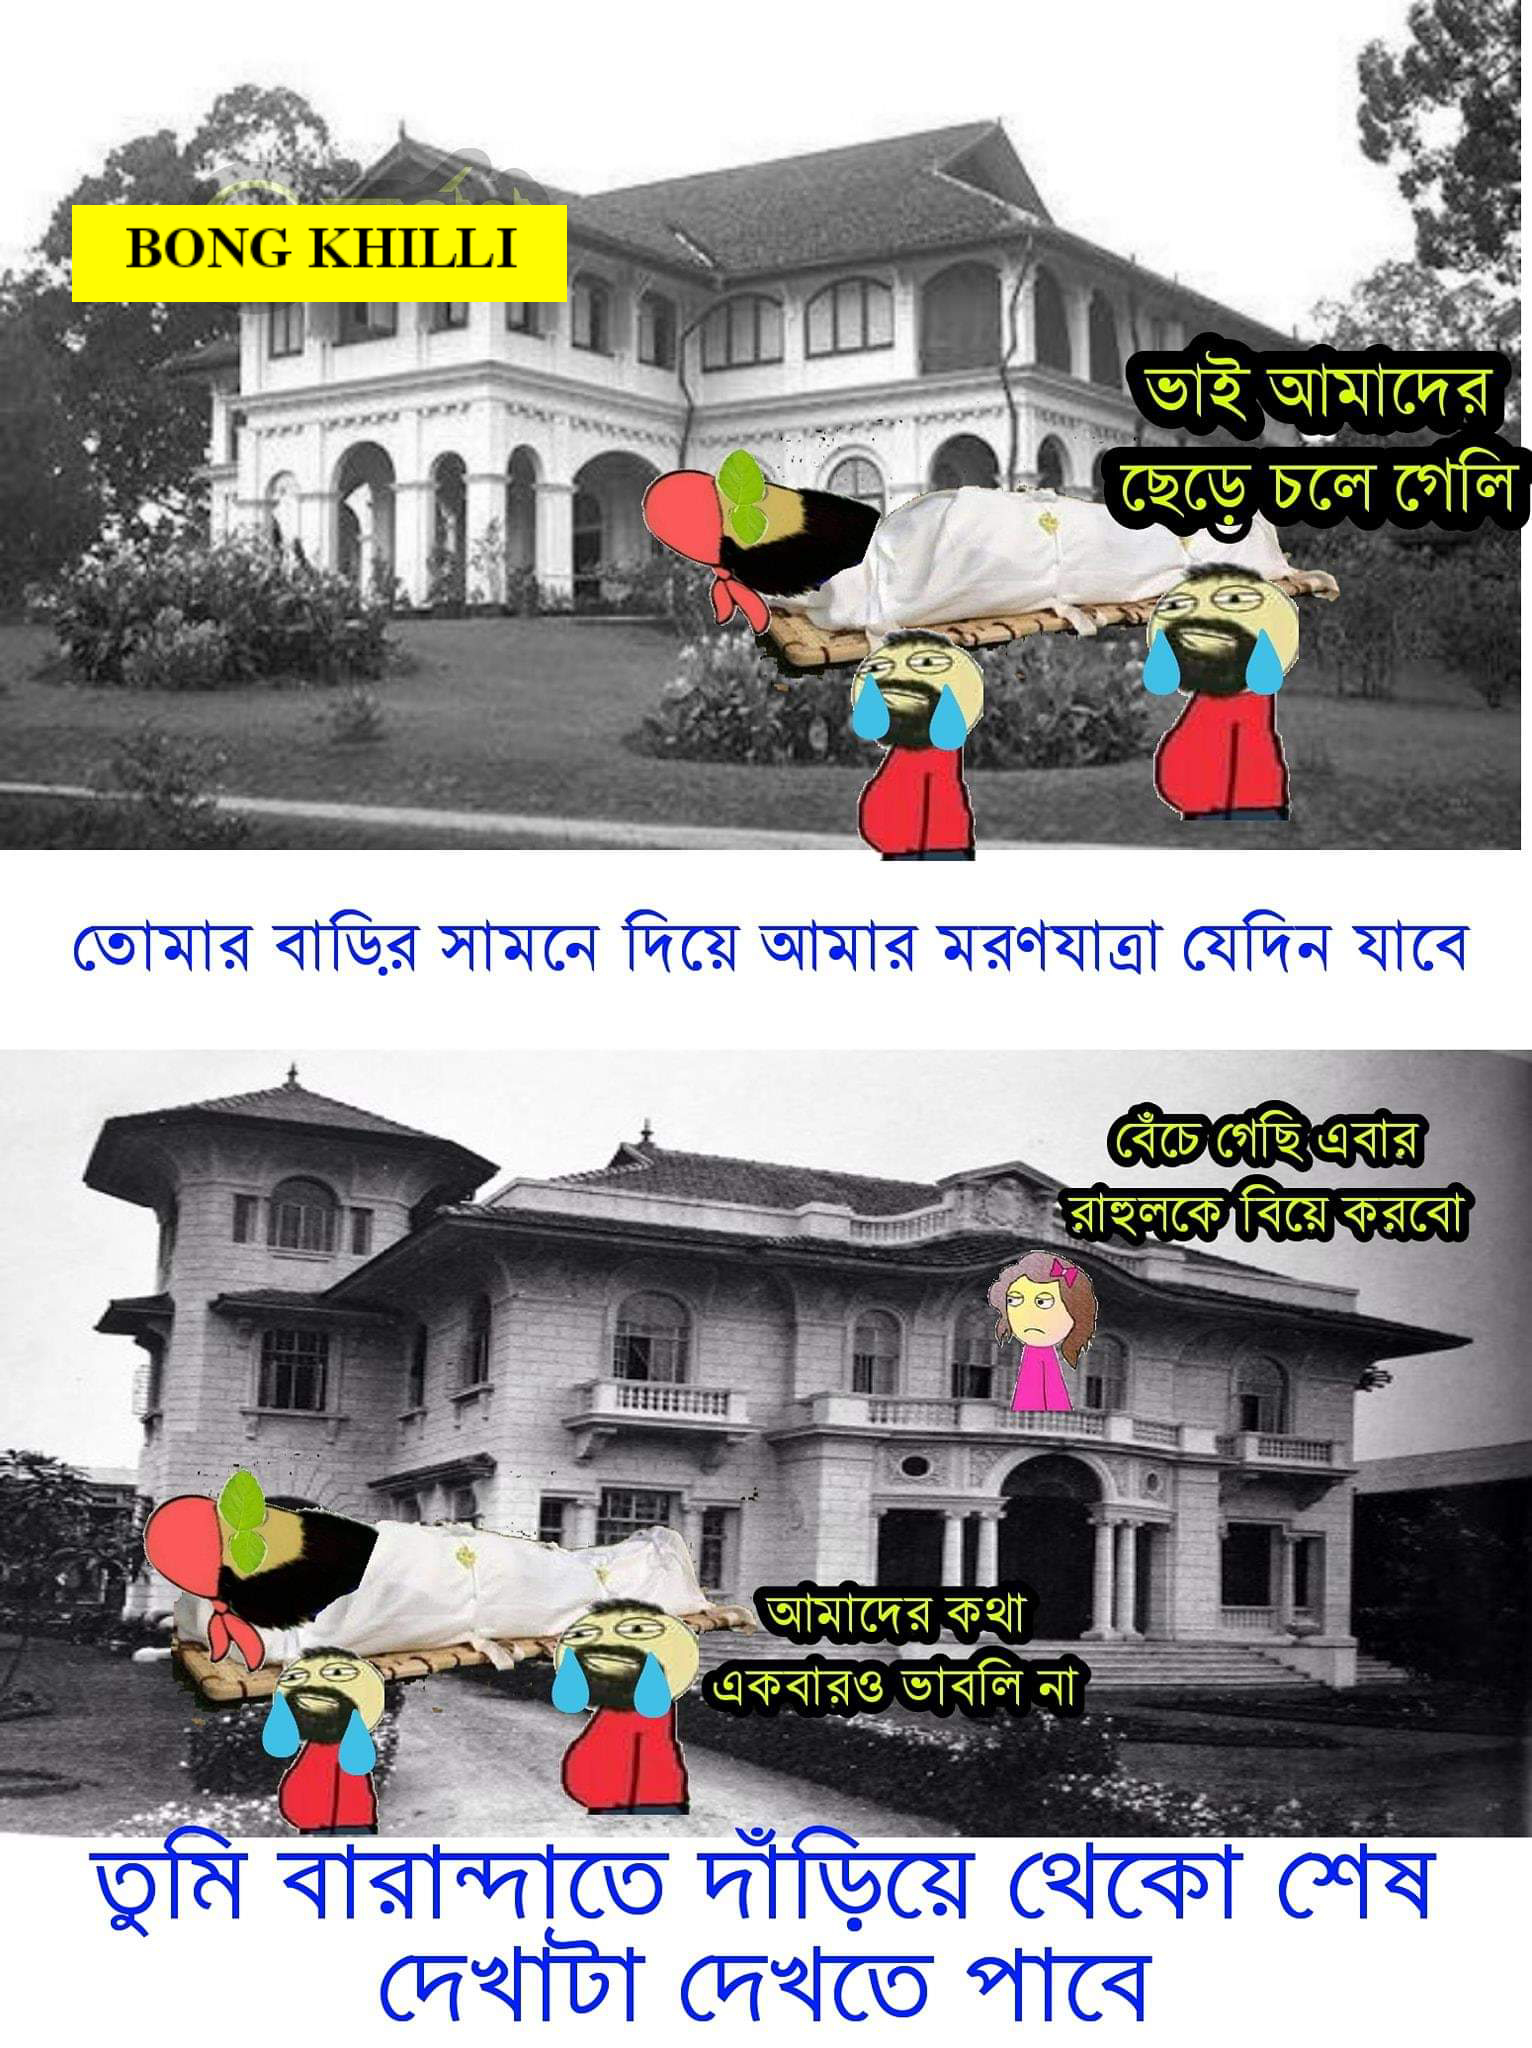 BONG KHILLI
ভাই আমাদের
ছেড়ে চলে গেলি
তোমার বাড়ির সামনে দিয়ে আমার মরণযাত্রা যেদিন যাবে
বেঁচে গেছি এবার
রাহুলকে বিয়ে করবো
আমাদের কথা
একবারও ভাবলি না
তুমি বারান্দাতে দাঁড়িয়ে থেকো শেষ
দেখাটা দেখতে পাবে